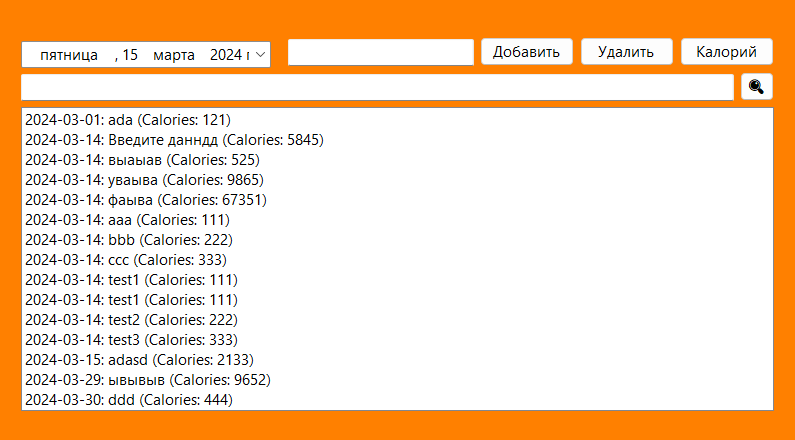 пятница , 15 марта 2024 г Добавить Удалить Калорий
2024-03-01: ada (Calories: 121)
2024-03-14: Введите данндд (Calories: 5845)
2024-03-14: выаыав (Calories: 525)
2024-03-14: уваыва (Calories: 9865)
2024-03-14: фаыва (Calories: 67351)
2024-03-14: aaa (Calories: 111)
2024-03-14: bbb (Calories: 222)
2024-03-14: ccc (Calories: 333)
2024-03-14: test1 (Calories: 111)
2024-03-14: test1 (Calories: 111)
2024-03-14: test2 (Calories: 222)
2024-03-14: test3 (Calories: 333)
2024-03-15: adasd (Calories: 2133)
2024-03-29: ывывыв (Calories: 9652)
2024-03-30: ddd (Calories: 444)